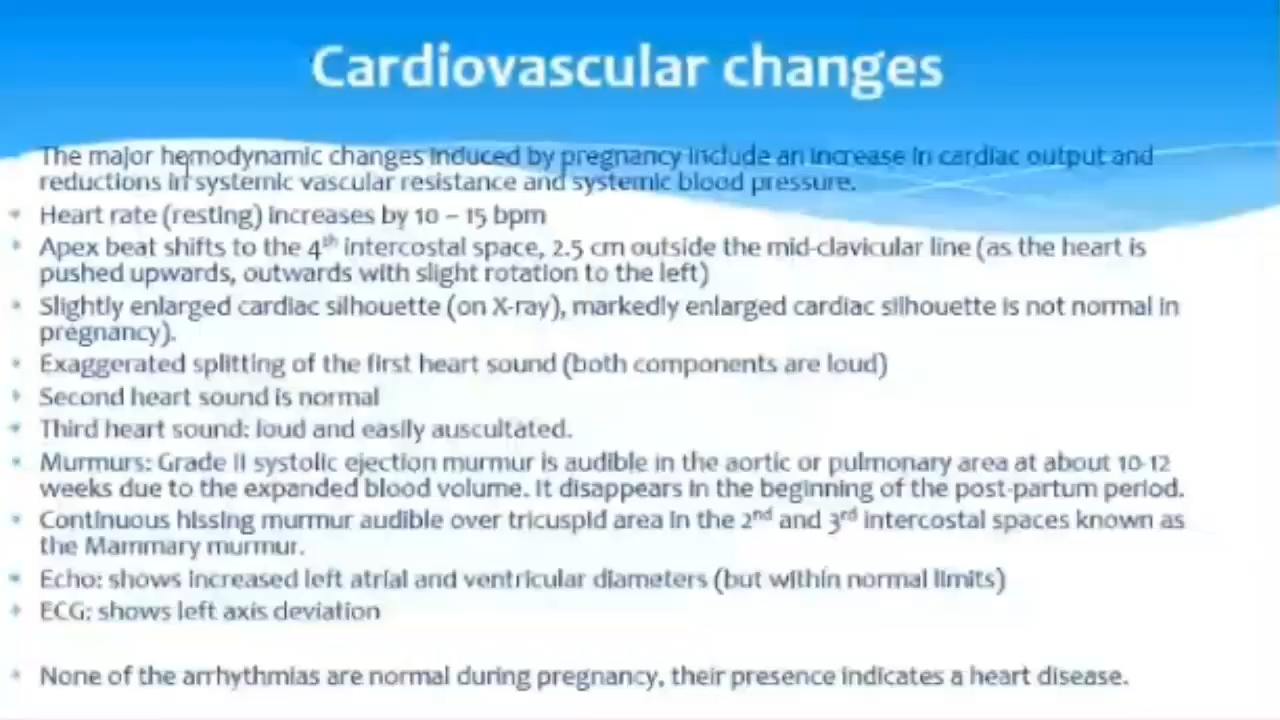 Cardiovascular changes
The major hemodynamic changes induced by pregnancy include an increase in cardiac output and
reductions in systemic vascular resistance and systemic blood pressure.
Heart rate (resting) increases by 10 – 15 bpm
Apex beat shifts to the 4th intercostal space, 2.5 cm outside the mid-clavicular line (as the heart is
pushed upwards, outwards with slight rotation to the left)
Slightly enlarged cardiac silhouette (on X-ray), markedly enlarged cardiac silhouette is not normal in
pregnancy).
Exaggerated splitting of the first heart sound (both components are loud)
Second heart sound is normal
Third heart sound: loud and easily auscultated.
Murmurs: Grade II systolic ejection murmur is audible in the aortic or pulmonary area at about 10-12
weeks due to the expanded blood volume. It disappears in the beginning of the post-partum period.
Continuous hissing murmur audible over tricuspid area in the 2nd and 3rd intercostal spaces known as
the Mammary murmur.
Echo: shows increased left atrial and ventricular diameters (but within normal limits)
ECG: shows left axis deviation
None of the arrhythmias are normal during pregnancy, their presence indicates a heart disease.